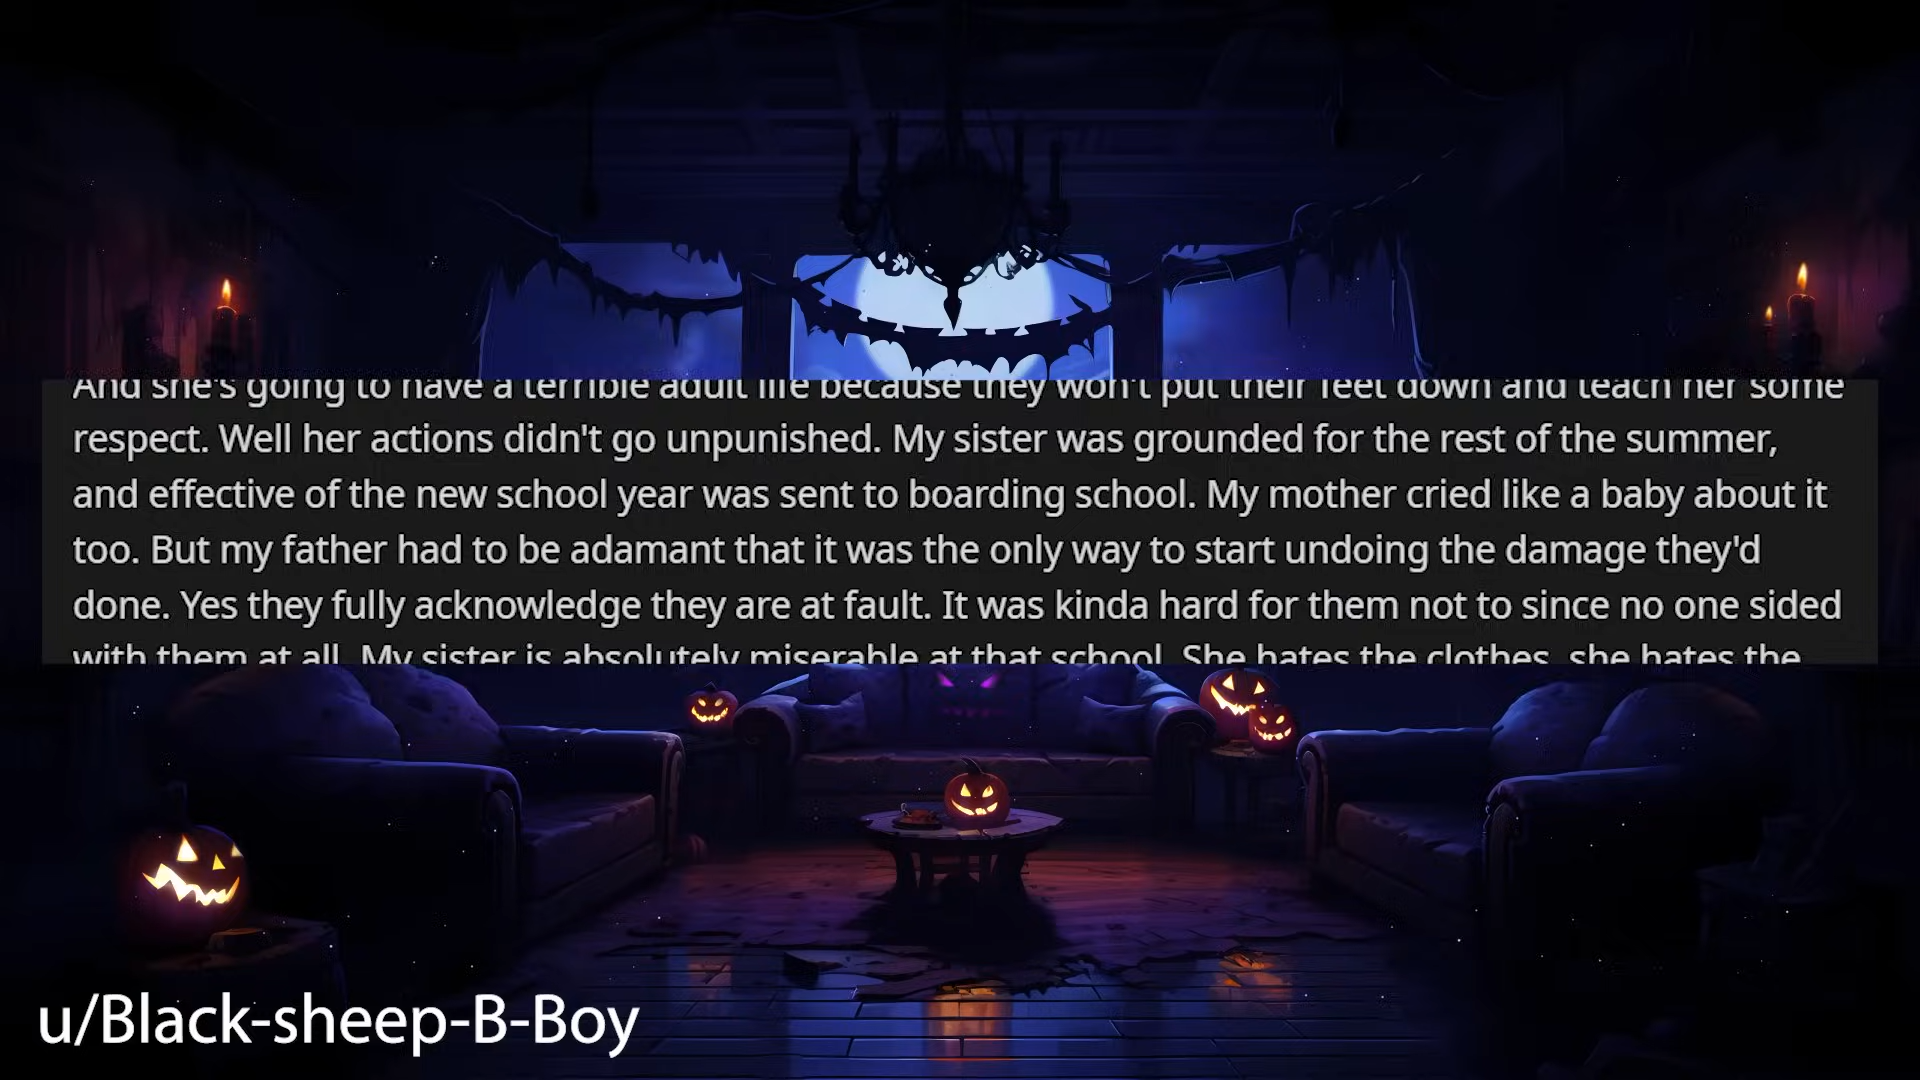 And she's going to have a terrible adult life because they won't put their feet down and teach her some
respect. Well her actions didn't go unpunished. My sister was grounded for the rest of the summer,
and effective of the new school year was sent to boarding school. My mother cried like a baby about it
too. But my father had to be adamant that it was the only way to start undoing the damage they'd
done. Yes they fully acknowledge they are at fault. It was kinda hard for them not to since no one sided
with them at all. My sister is absolutely miserable at that school. She hates the clothes, she hates the
u/Black-sheep-B-Boy